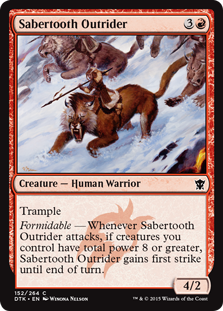 Sabertooth Outrider 3
Creature — Human Warrior
Trample
Formidable — Whenever Sabertooth
Outrider attacks, if creatures you
control have total power 8 or greater,
Sabertooth Outrider gains first strike
until end of turn.
4/2
152/264 C
DTK • EN Winona Nelson
™ & © 2015 Wizards of the Coast